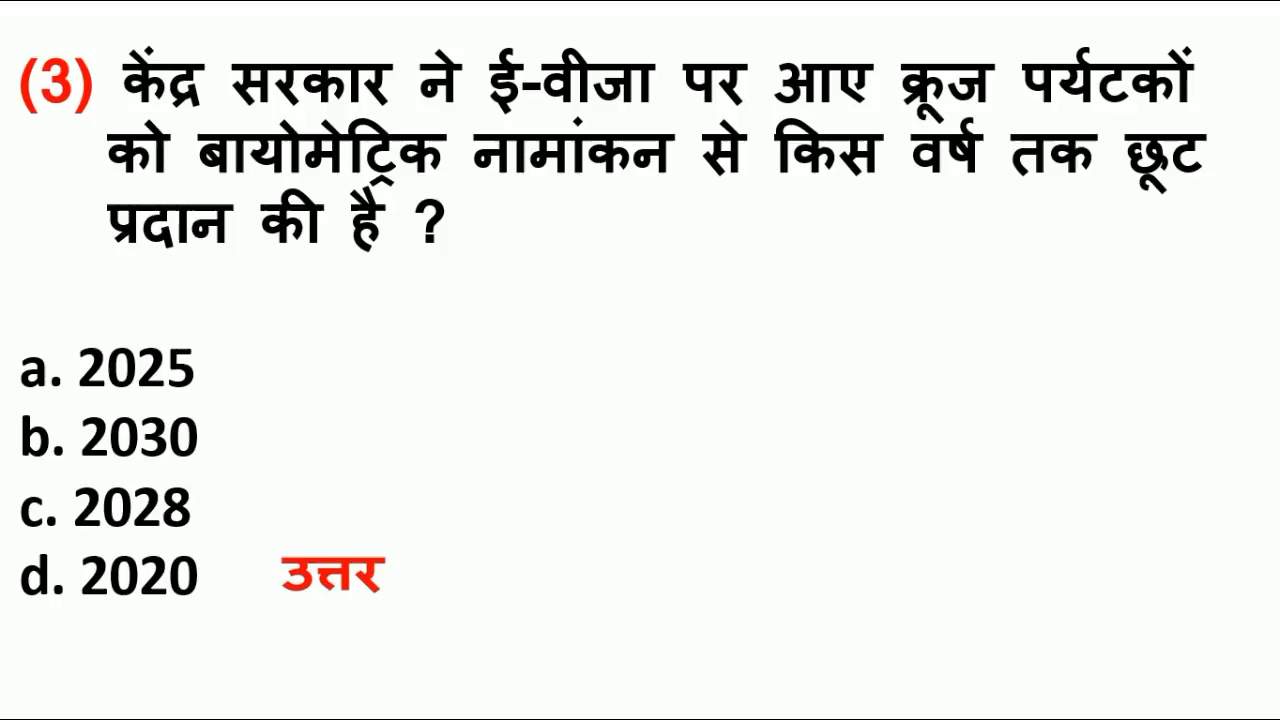 (3) केंद्र सरकार ने ई-वीजा पर आए क्रूज पर्यटकों
को बायोमेट्रिक नामांकन से किस वर्ष तक छूट
प्रदान की है ?
a. 2025
b. 2030
c. 2028
d. 2020 उत्तर